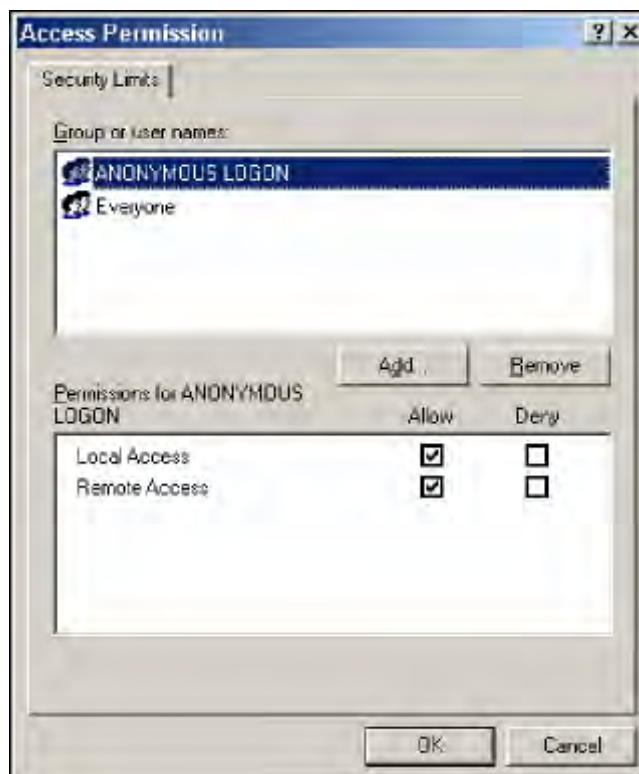 Access Permission
? X
Security Limits
Group or user names:
ANONYMOUS LOGON
Everyone
Add... Remove
Permissions for ANONYMOUS
LOGON Allow Deny
Local Access
Remote Access
OK Cancel